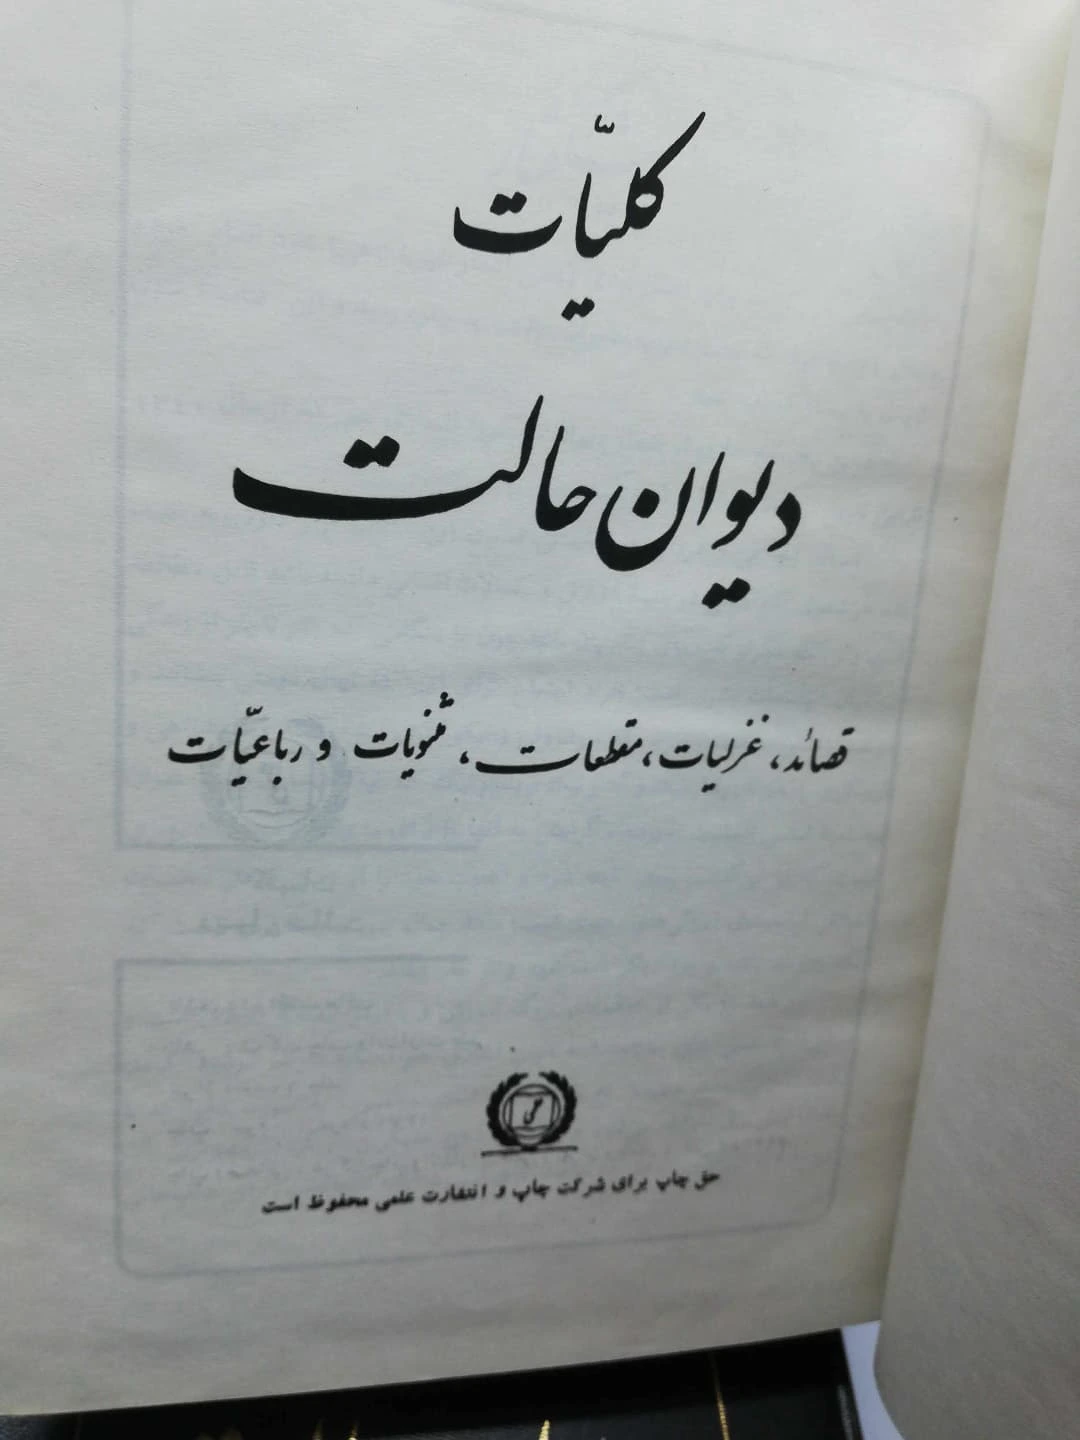 کلیّات
دیوان حالت
قصائد، غزلیات، مقطعات، مثنویات و رباعیّات
علمی
حق چاپ برای شرکت چاپ و انتشارت علمی محفوظ است